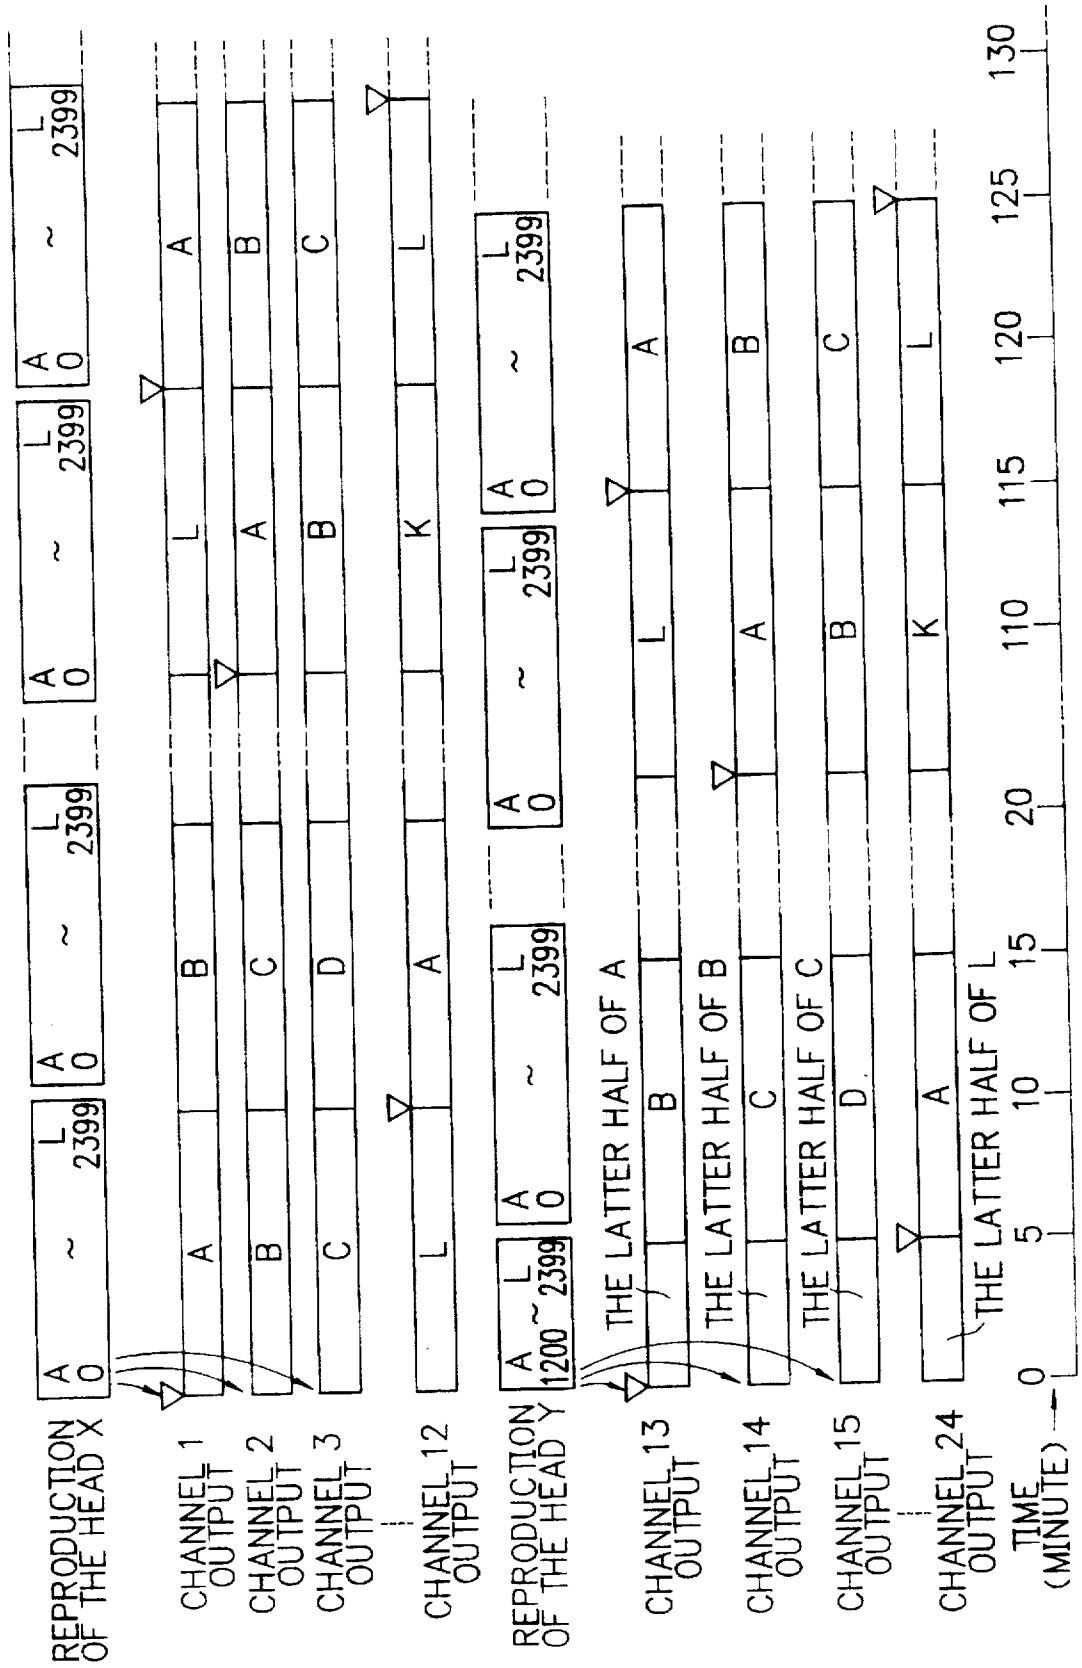 REPRODUCTION
OF THE HEAD X
A L A L A L A L
0 ~ 2399 0 ~ 2399 0 ~ 2399 0 ~ 2399
CHANNEL 1
OUTPUT
A B L A
CHANNEL 2
OUTPUT
B C A B
CHANNEL 3
OUTPUT
C D B C
CHANNEL 12
OUTPUT
L A K L
REPRODUCTION
OF THE HEAD Y
A ~ L A L A L A L
1200 2399 0 ~ 2399 0 ~ 2399 0 ~ 2399
THE LATTER HALF OF A
CHANNEL 13
OUTPUT
B L A
THE LATTER HALF OF B
CHANNEL 14
OUTPUT
C A B
THE LATTER HALF OF C
CHANNEL 15
OUTPUT
D B C
CHANNEL 24
OUTPUT
A K L
THE LATTER HALF OF L
TIME
(MINUTE)
0 5 10 15 20 110 115 120 125 130